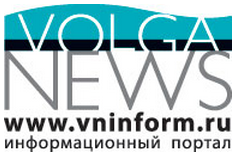 VOLGA
NEWS
www.vninform.ru
информационный портал